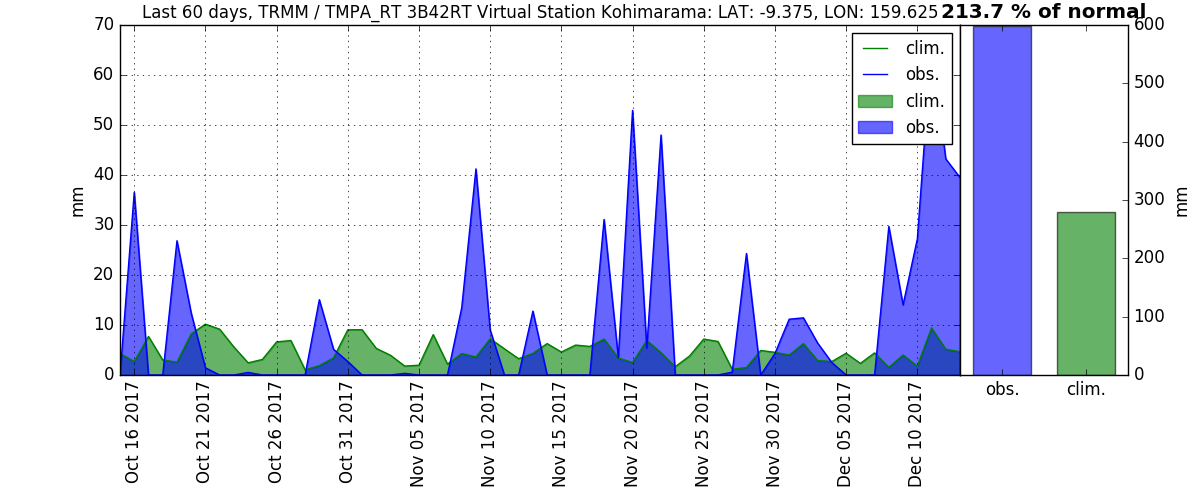 Last 60 days, TRMM / TMPA_RT 3B42RT Virtual Station Kohimarama: LAT: -9.375, LON: 159.625
213.7 % of normal
70
60
50
40
30
20
10
0
mm
clim.
obs.
clim.
obs.
600
500
400
300
200
100
0
mm
Oct 16 2017
Oct 21 2017
Oct 26 2017
Oct 31 2017
Nov 05 2017
Nov 10 2017
Nov 15 2017
Nov 20 2017
Nov 25 2017
Nov 30 2017
Dec 05 2017
Dec 10 2017
obs.
clim.